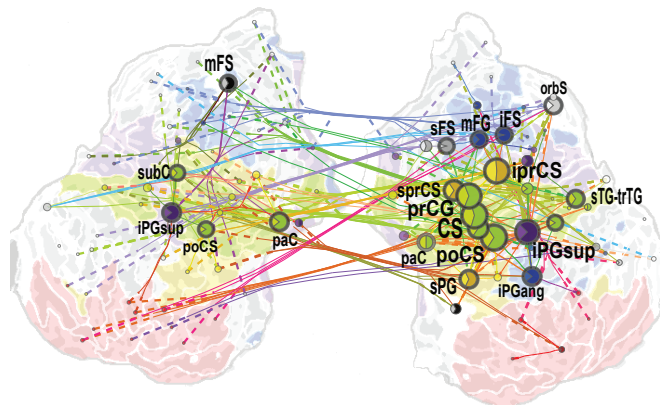 mFS
orbS
mFG
iFS
sFS
subC
iprCS
sprCS
sTG-trTG
prCG
iPGsup
CS
poCS
paC
paC
poCS
iPGsup
sPG
iPGang